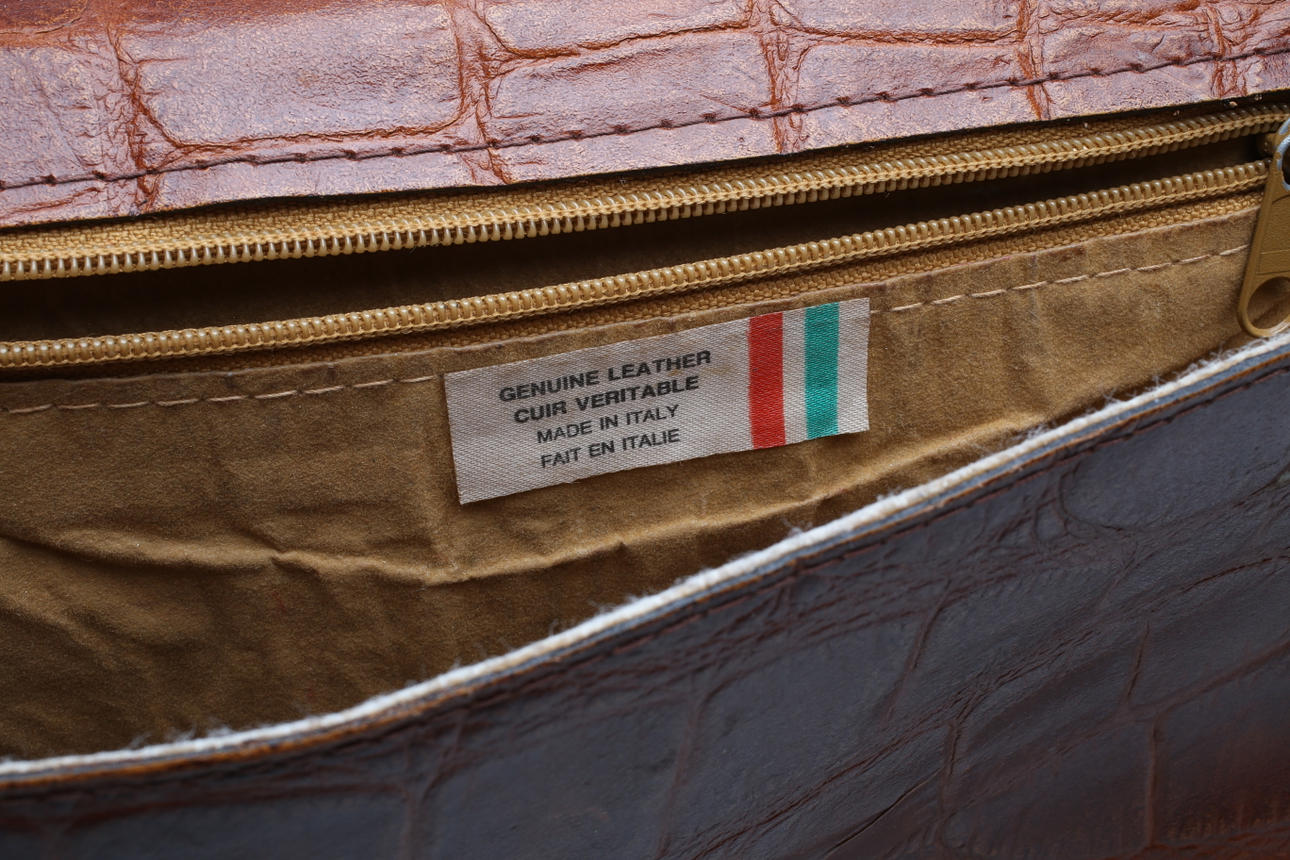 GENUINE LEATHER
CUIR VERITABLE
MADE IN ITALY
FAIT EN ITALIE